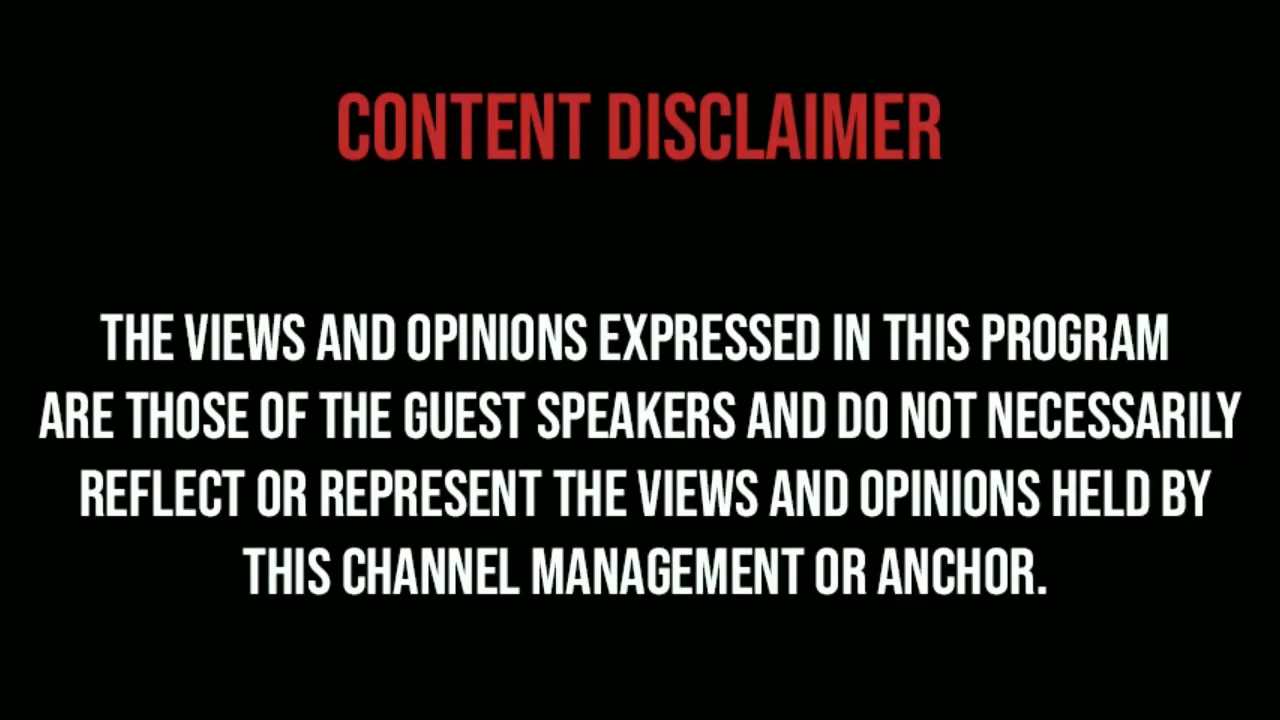 CONTENT DISCLAIMER
THE VIEWS AND OPINIONS EXPRESSED IN THIS PROGRAM
ARE THOSE OF THE GUEST SPEAKERS AND DO NOT NECESSARILY
REFLECT OR REPRESENT THE VIEWS AND OPINIONS HELD BY
THIS CHANNEL MANAGEMENT OR ANCHOR.